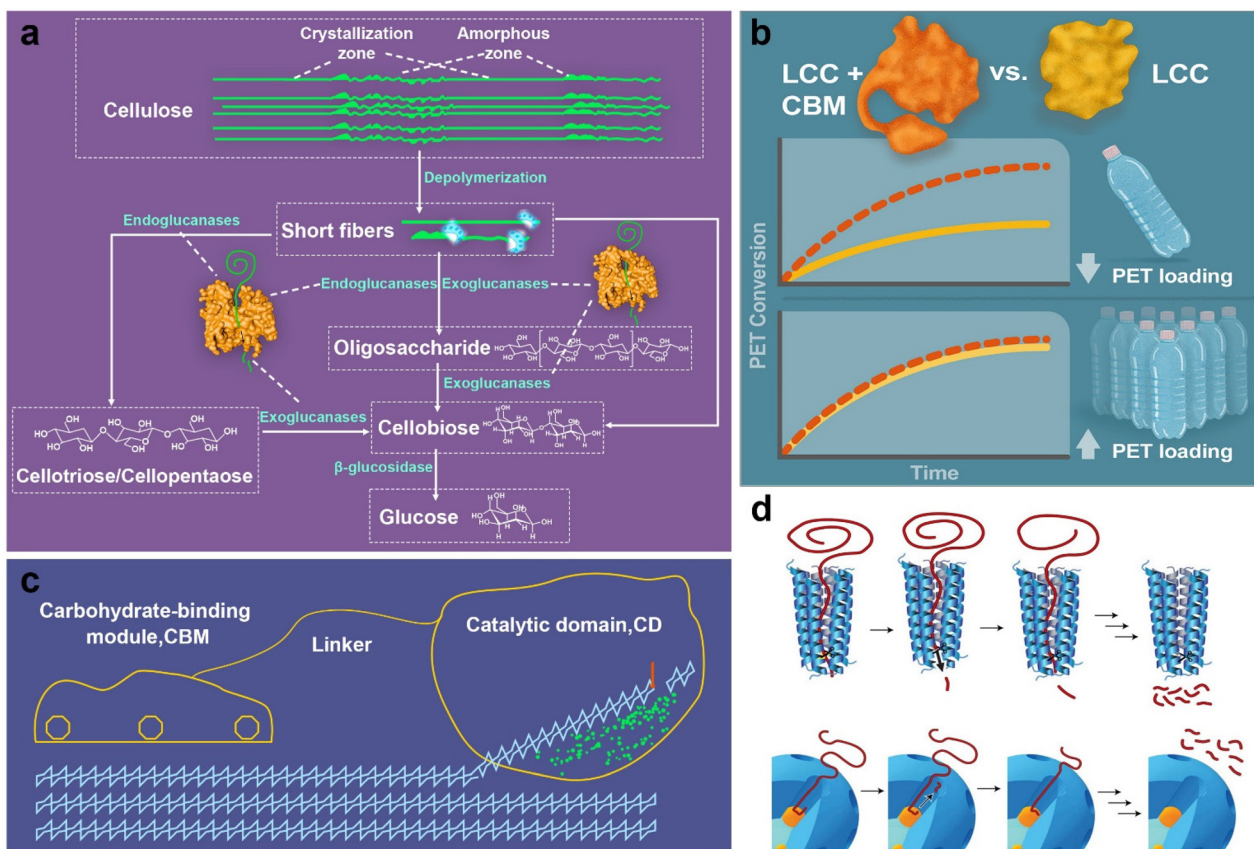 a
Crystallization
zone
Amorphous
zone
Cellulose
Depolymerization
Endoglucanases
Short fibers
Endoglucanases Exoglucanases
Oligosaccharide
Exoglucanases
Exoglucanases
Cellobiose
Cellotriose/Cellopentaose
β-glucosidase
Glucose
b
LCC +
CBM
vs.
LCC
PET Conversion
PET loading
PET loading
Time
c
Carbohydrate-binding
module,CBM
Linker
Catalytic domain,CD
d